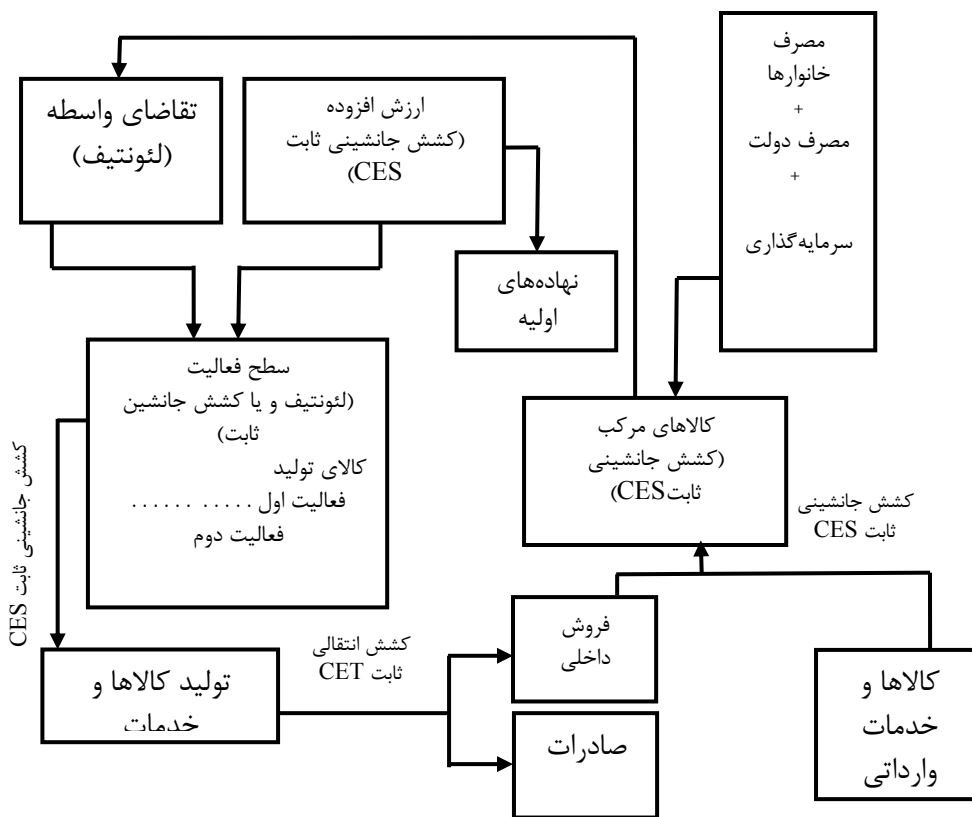 مصرف
خانوارها
+
مصرف دولت
+
سرمایه‌گذاری
ارزش افزوده
(کشش جانشینی ثابت
CES)
تقاضای واسطه
(لئونتیف)
نهاده‌های
اولیه
سطح فعالیت
(لئونتیف و یا کشش جانشین
ثابت)
کالای تولید
فعالیت اول ..... ......
فعالیت دوم
کالاهای مرکب
(کشش جانشینی
ثابتCES)
کشش جانشینی
ثابت CES
کشش جانشینی ثابت CES
فروش
داخلی
کشش انتقالی
ثابت CET
تولید کالاها و
خدمات
صادرات
کالاها و
خدمات
وارداتی